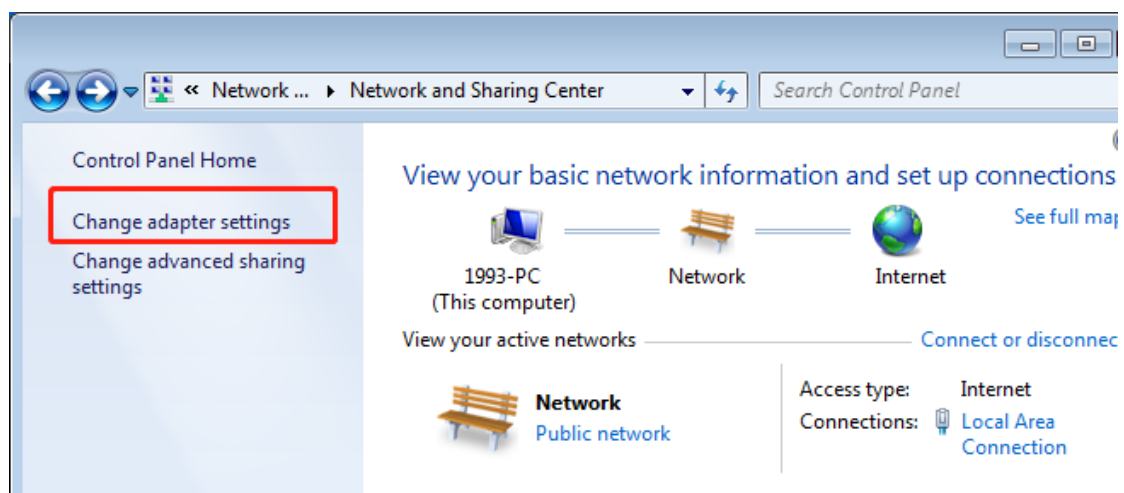 « Network ... ▸ Network and Sharing Center
Search Control Panel
Control Panel Home
Change adapter settings
Change advanced sharing
settings
View your basic network information and set up connections
See full map
1993-PC
(This computer)
Network
Internet
View your active networks
Connect or disconnec
Network
Public network
Access type: Internet
Connections: Local Area
Connection